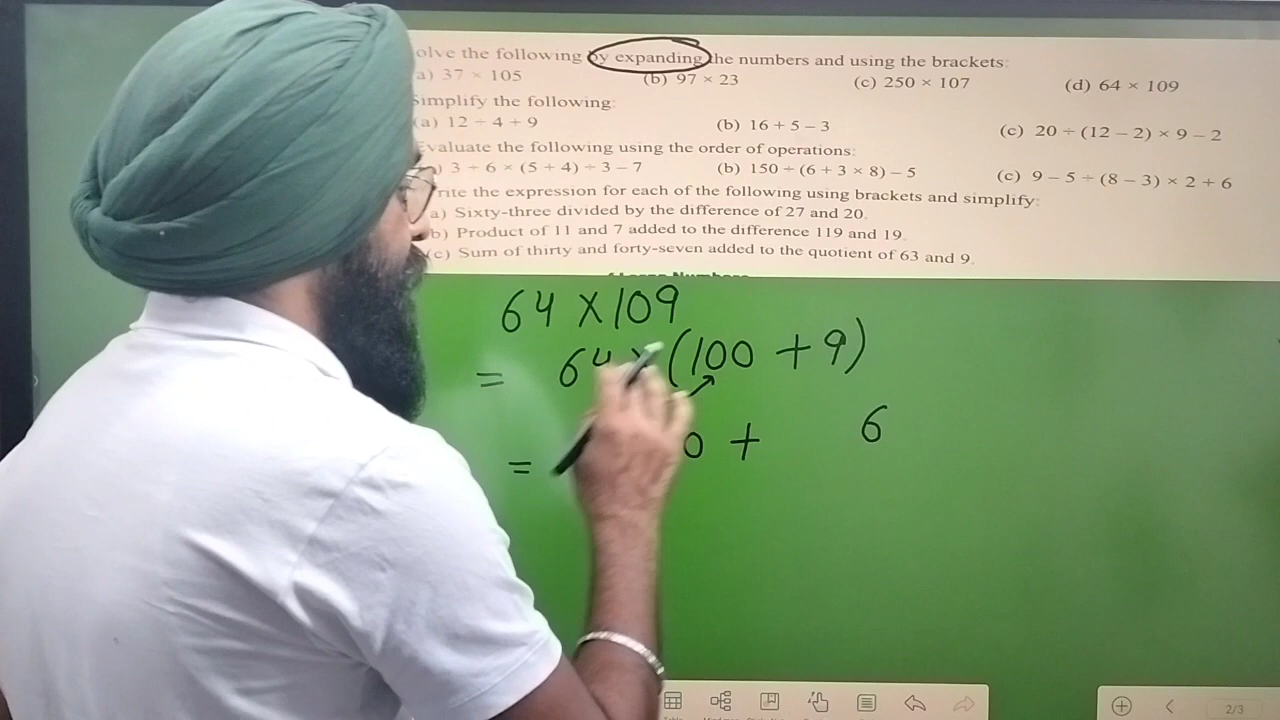 olve the following by expanding the numbers and using the brackets:
a) 37 × 105 (b) 97 × 23 (c) 250 × 107 (d) 64 × 109
Simplify the following:
(a) 12 ÷ 4 + 9 (b) 16 + 5 – 3 (c) 20 ÷ (12 – 2) × 9 – 2
Evaluate the following using the order of operations:
) 3 + 6 × (5 + 4) ÷ 3 – 7 (b) 150 ÷ (6 + 3 × 8) – 5 (c) 9 – 5 ÷ (8 – 3) × 2 + 6
rite the expression for each of the following using brackets and simplify:
a) Sixty-three divided by the difference of 27 and 20.
b) Product of 11 and 7 added to the difference 119 and 19.
(c) Sum of thirty and forty-seven added to the quotient of 63 and 9.
64 × 109
= 64 × (100 + 9)
= 0 + 6
2/3